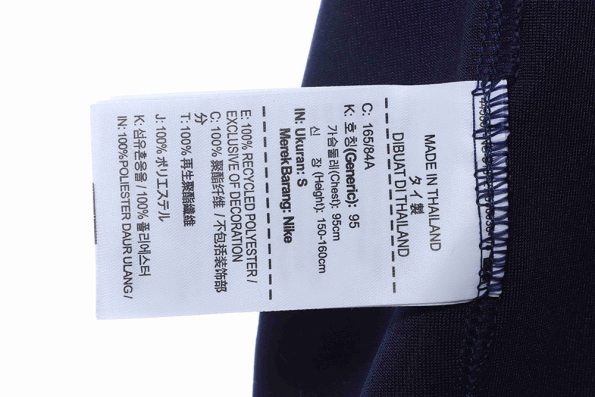 MADE IN THAILAND
タイ製
DIBUAT DI THAILAND
C: 165/84A
K: 호칭(Generic): 95
가슴둘레(Chest): 95cm
신 장 (Height): 150-160cm
IN: Ukuran: S
Merek Barang: Nike
E: 100% RECYCLED POLYESTER /
EXCLUSIVE OF DECORATION
C: 100% 聚酯纤维 / 不包括装饰部
分
T: 100% 再生聚酯纖維
J: 100% ポリエステル
K: 섬유혼용율 / 100% 폴리에스터
IN: 100% POLIESTER DAUR ULANG /